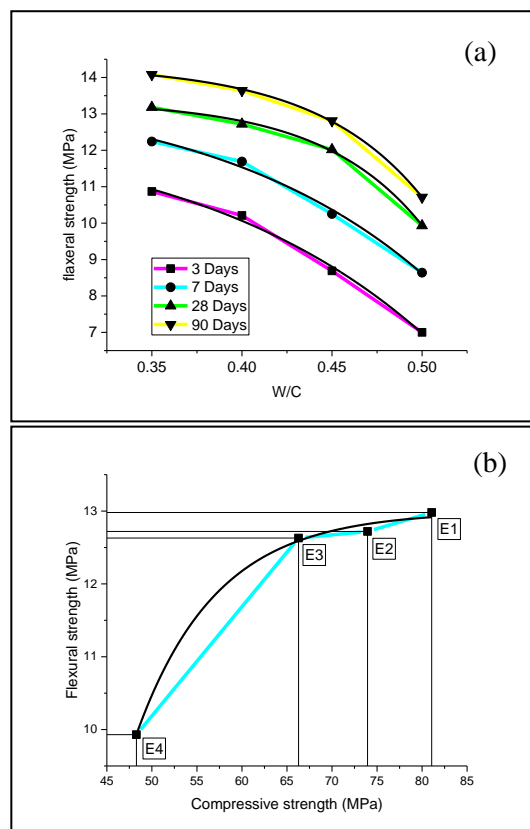 (a)
14
13
12
11
10
9
8
7
flaxeral strength (MPa)
3 Days
7 Days
28 Days
90 Days
0.35 0.40 0.45 0.50
W/C
(b)
13
12
11
10
Flexural strength (MPa)
E1
E2
E3
E4
45 50 55 60 65 70 75 80 85
Compressive strength (MPa)